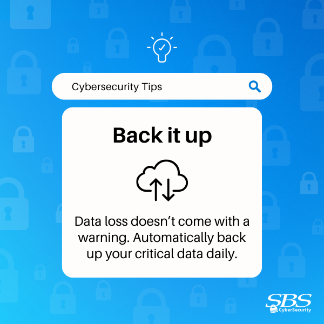 Cybersecurity Tips
Back it up
Data loss doesn't come with a
warning. Automatically back
up your critical data daily.
SBS
CyberSecurity